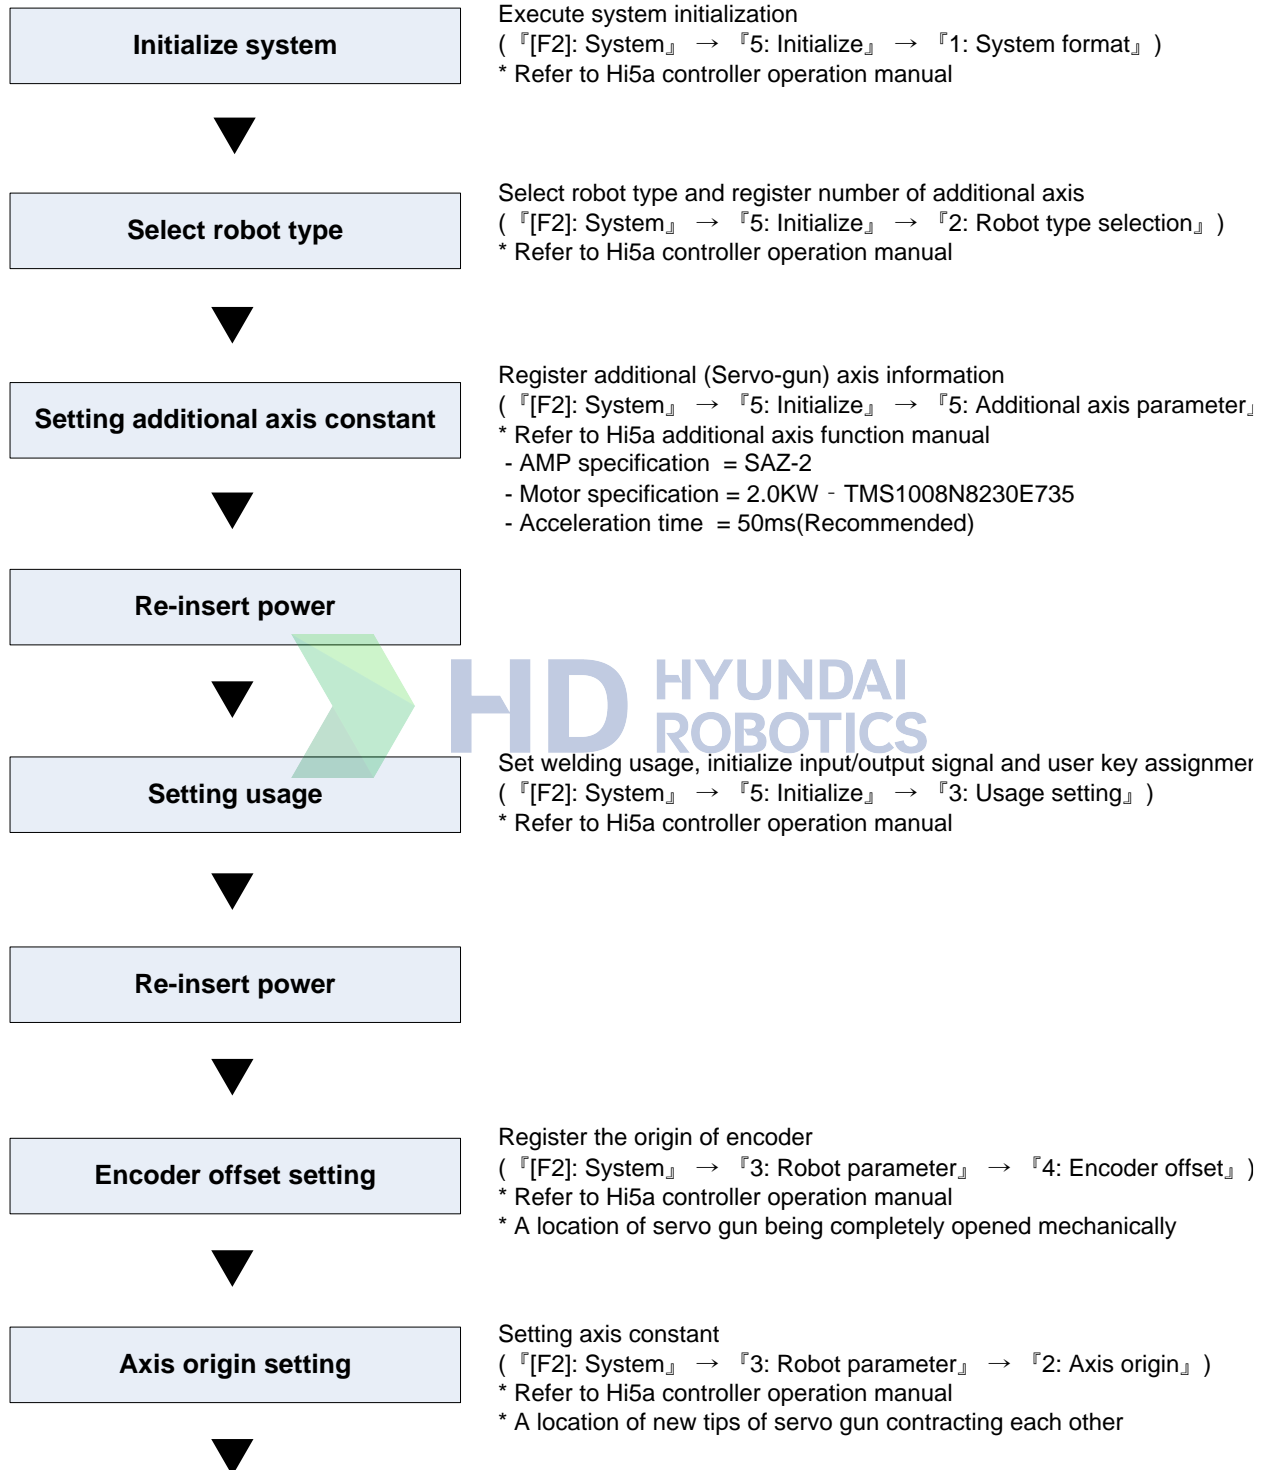 Initialize system
Execute system initialization
(『[F2]: System』 → 『5: Initialize』 → 『1: System format』)
* Refer to Hi5a controller operation manual
Select robot type
Select robot type and register number of additional axis
(『[F2]: System』 → 『5: Initialize』 → 『2: Robot type selection』)
* Refer to Hi5a controller operation manual
Setting additional axis constant
Register additional (Servo-gun) axis information
(『[F2]: System』 → 『5: Initialize』 → 『5: Additional axis parameter』
* Refer to Hi5a additional axis function manual
- AMP specification = SAZ-2
- Motor specification = 2.0KW - TMS1008N8230E735
- Acceleration time = 50ms(Recommended)
Re-insert power
HD HYUNDAI
ROBOTICS
Setting usage
Set welding usage, initialize input/output signal and user key assignmer
(『[F2]: System』 → 『5: Initialize』 → 『3: Usage setting』)
* Refer to Hi5a controller operation manual
Re-insert power
Encoder offset setting
Register the origin of encoder
(『[F2]: System』 → 『3: Robot parameter』 → 『4: Encoder offset』)
* Refer to Hi5a controller operation manual
* A location of servo gun being completely opened mechanically
Axis origin setting
Setting axis constant
(『[F2]: System』 → 『3: Robot parameter』 → 『2: Axis origin』)
* Refer to Hi5a controller operation manual
* A location of new tips of servo gun contracting each other